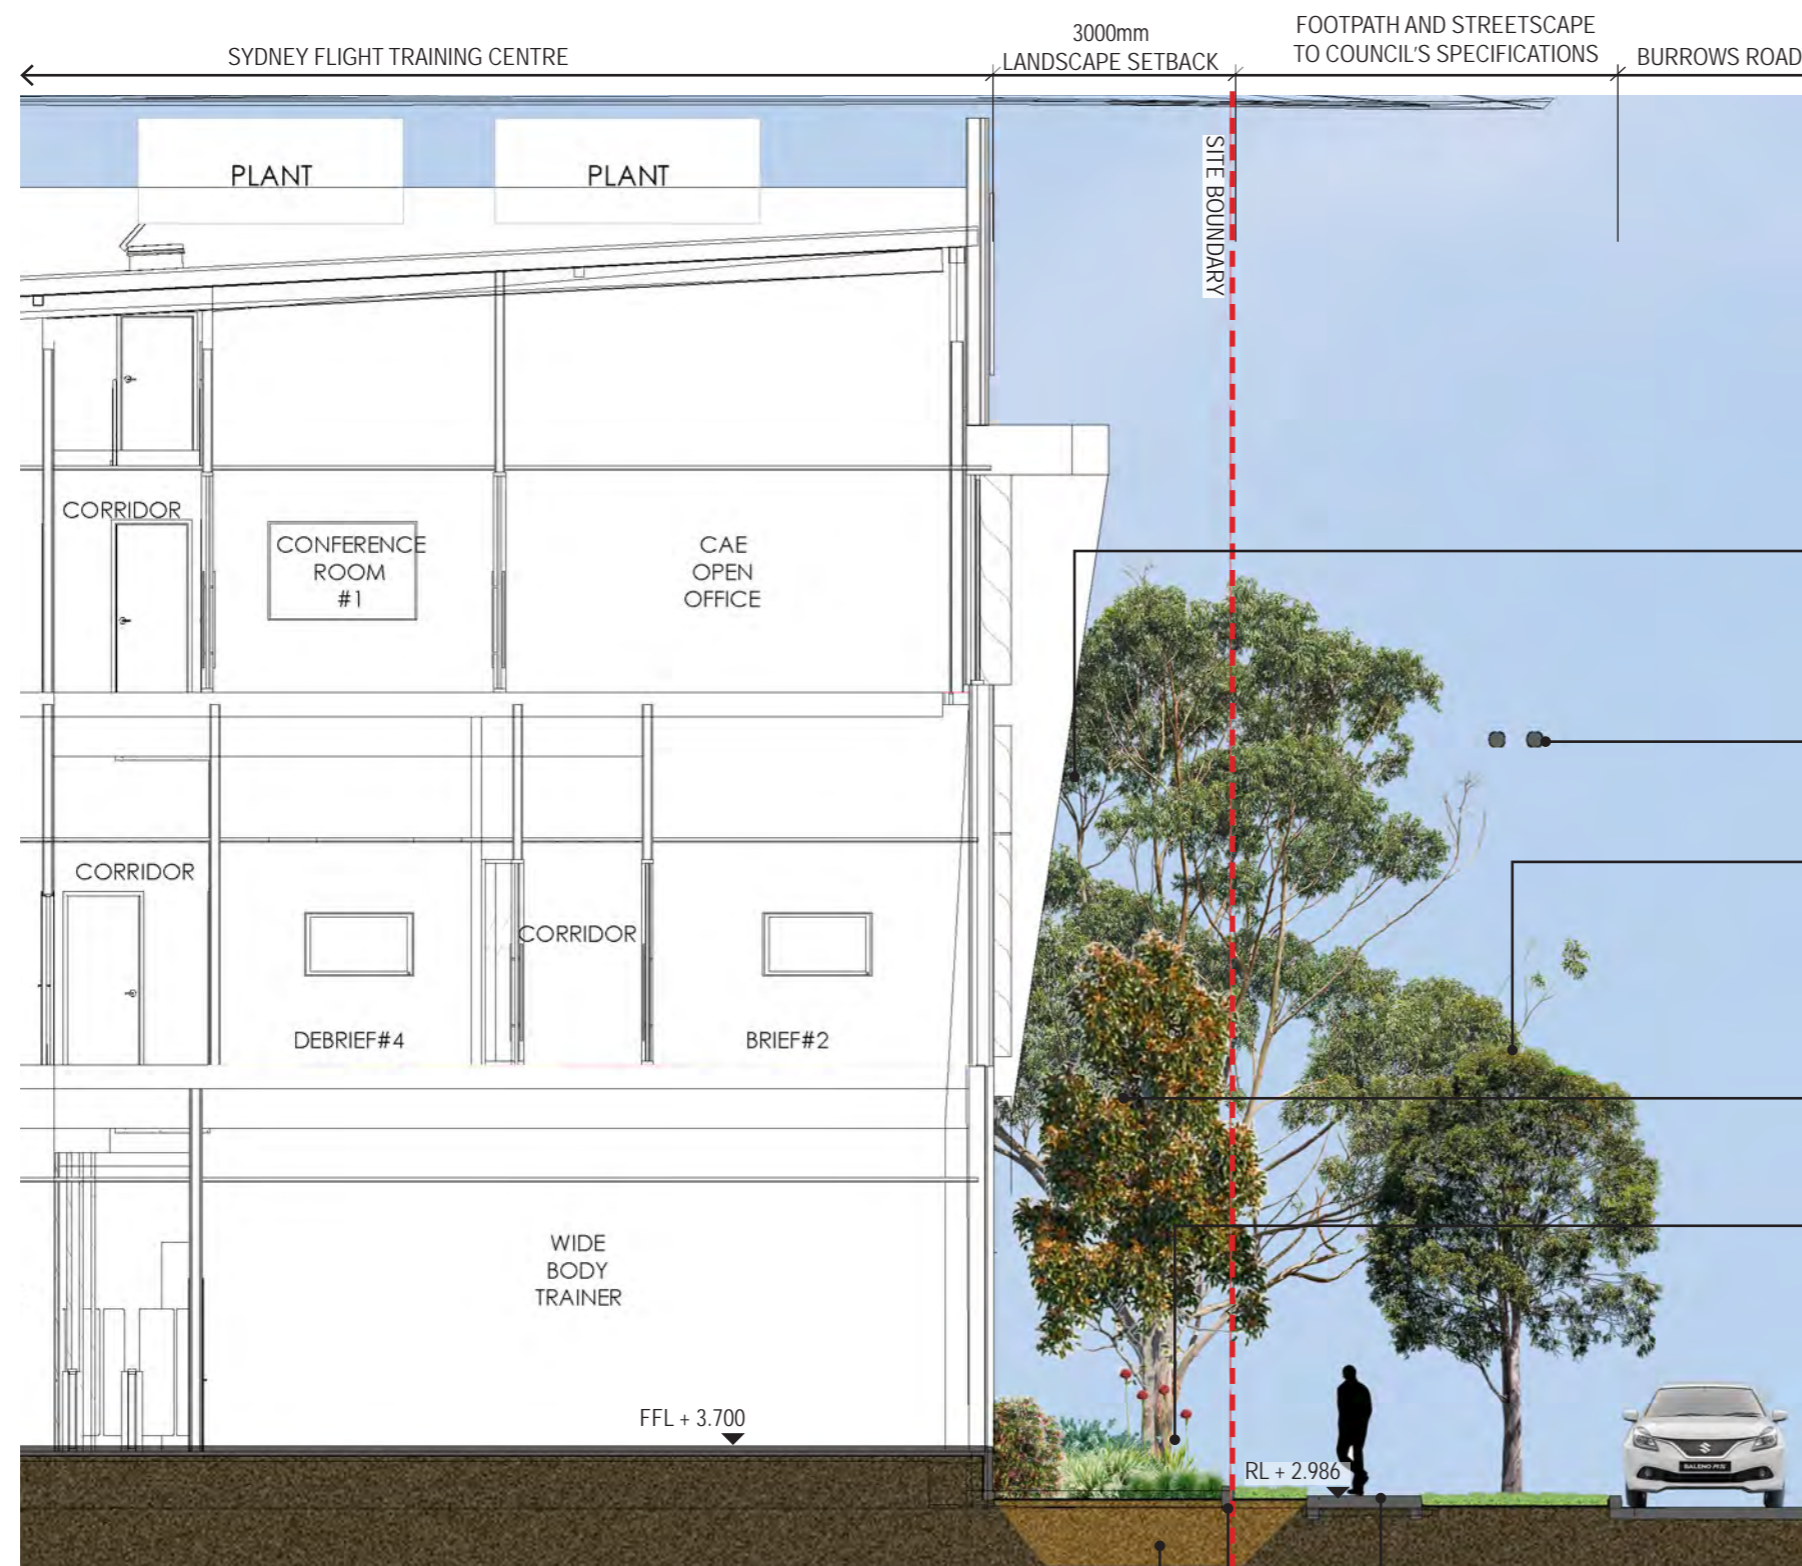 SYDNEY FLIGHT TRAINING CENTRE
3000mm
LANDSCAPE SETBACK
FOOTPATH AND STREETSCAPE
TO COUNCIL'S SPECIFICATIONS
BURROWS ROAD
SITE BOUNDARY
PLANT
PLANT
CORRIDOR
CONFERENCE
ROOM
#1
CAE
OPEN
OFFICE
CORRIDOR
DEBRIEF#4
CORRIDOR
BRIEF#2
WIDE
BODY
TRAINER
FFL + 3.700
RL + 2.986
BALENO RS